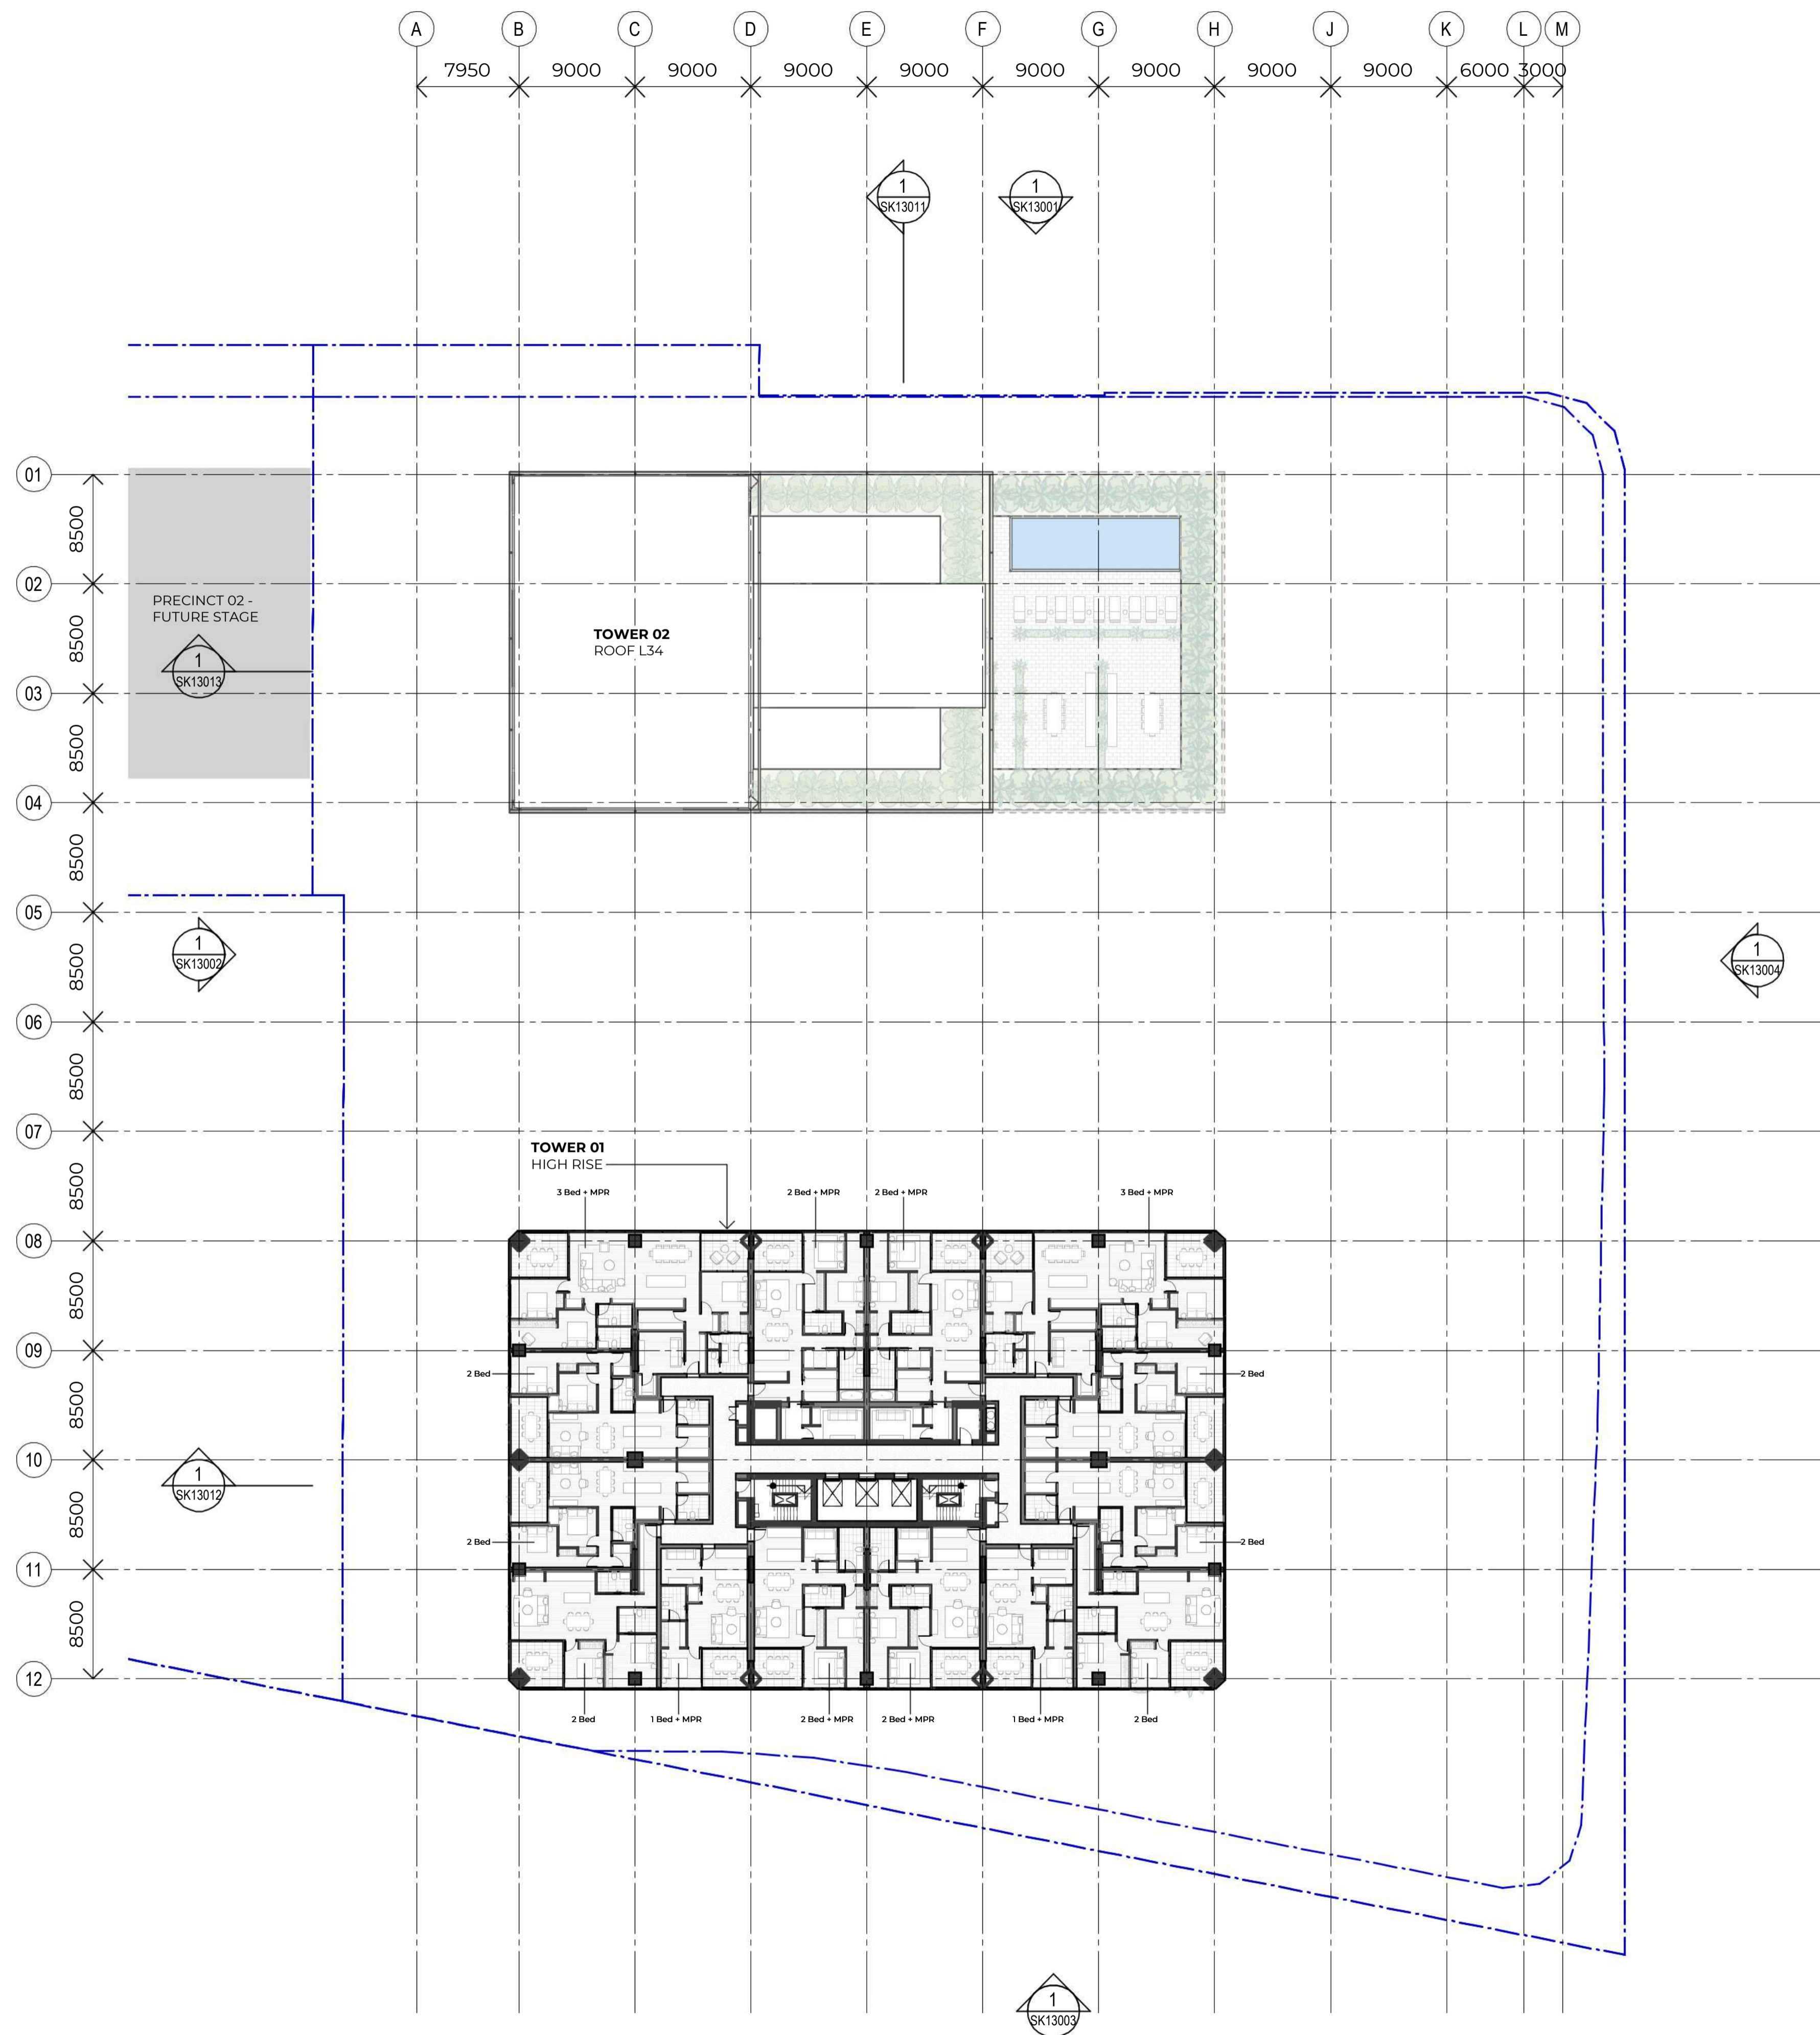 A B C D E F G H J K L M
7950 9000 9000 9000 9000 9000 9000 9000 9000 6000 3000
1
SK13011
1
SK13001
01
8500
02
PRECINCT 02 -
FUTURE STAGE
8500
TOWER 02
ROOF L34
1
SK13013
03
8500
04
8500
05
1
SK13002
1
SK13004
8500
06
8500
07
TOWER 01
HIGH RISE
8500
3 Bed + MPR
2 Bed + MPR
2 Bed + MPR
3 Bed + MPR
08
8500
09
2 Bed
2 Bed
8500
10
1
SK13012
8500
2 Bed
2 Bed
11
8500
12
2 Bed
1 Bed + MPR
2 Bed + MPR
2 Bed + MPR
1 Bed + MPR
2 Bed
1
SK13003